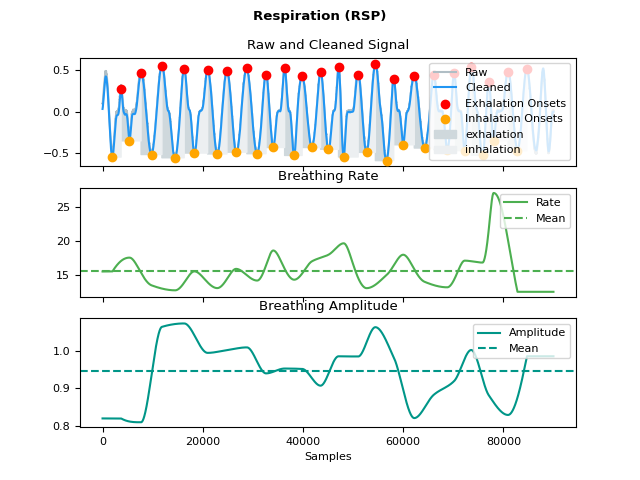 Respiration (RSP)
Raw and Cleaned Signal
0.5
0.0
−0.5
Raw
Cleaned
Exhalation Onsets
Inhalation Onsets
exhalation
inhalation
Breathing Rate
25
20
15
Rate
Mean
Breathing Amplitude
1.0
0.9
0.8
Amplitude
Mean
0
20000
40000
60000
80000
Samples